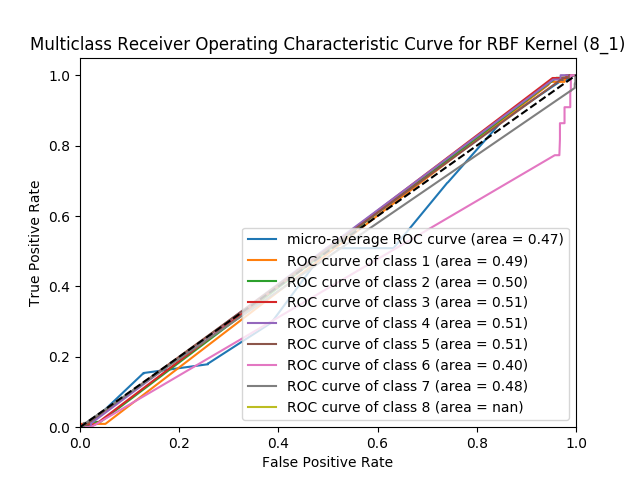 Multiclass Receiver Operating Characteristic Curve for RBF Kernel (8_1)
1.0
0.8
0.6
0.4
0.2
0.0
True Positive Rate
micro-average ROC curve (area = 0.47)
ROC curve of class 1 (area = 0.49)
ROC curve of class 2 (area = 0.50)
ROC curve of class 3 (area = 0.51)
ROC curve of class 4 (area = 0.51)
ROC curve of class 5 (area = 0.51)
ROC curve of class 6 (area = 0.40)
ROC curve of class 7 (area = 0.48)
ROC curve of class 8 (area = nan)
0.0 0.2 0.4 0.6 0.8 1.0
False Positive Rate